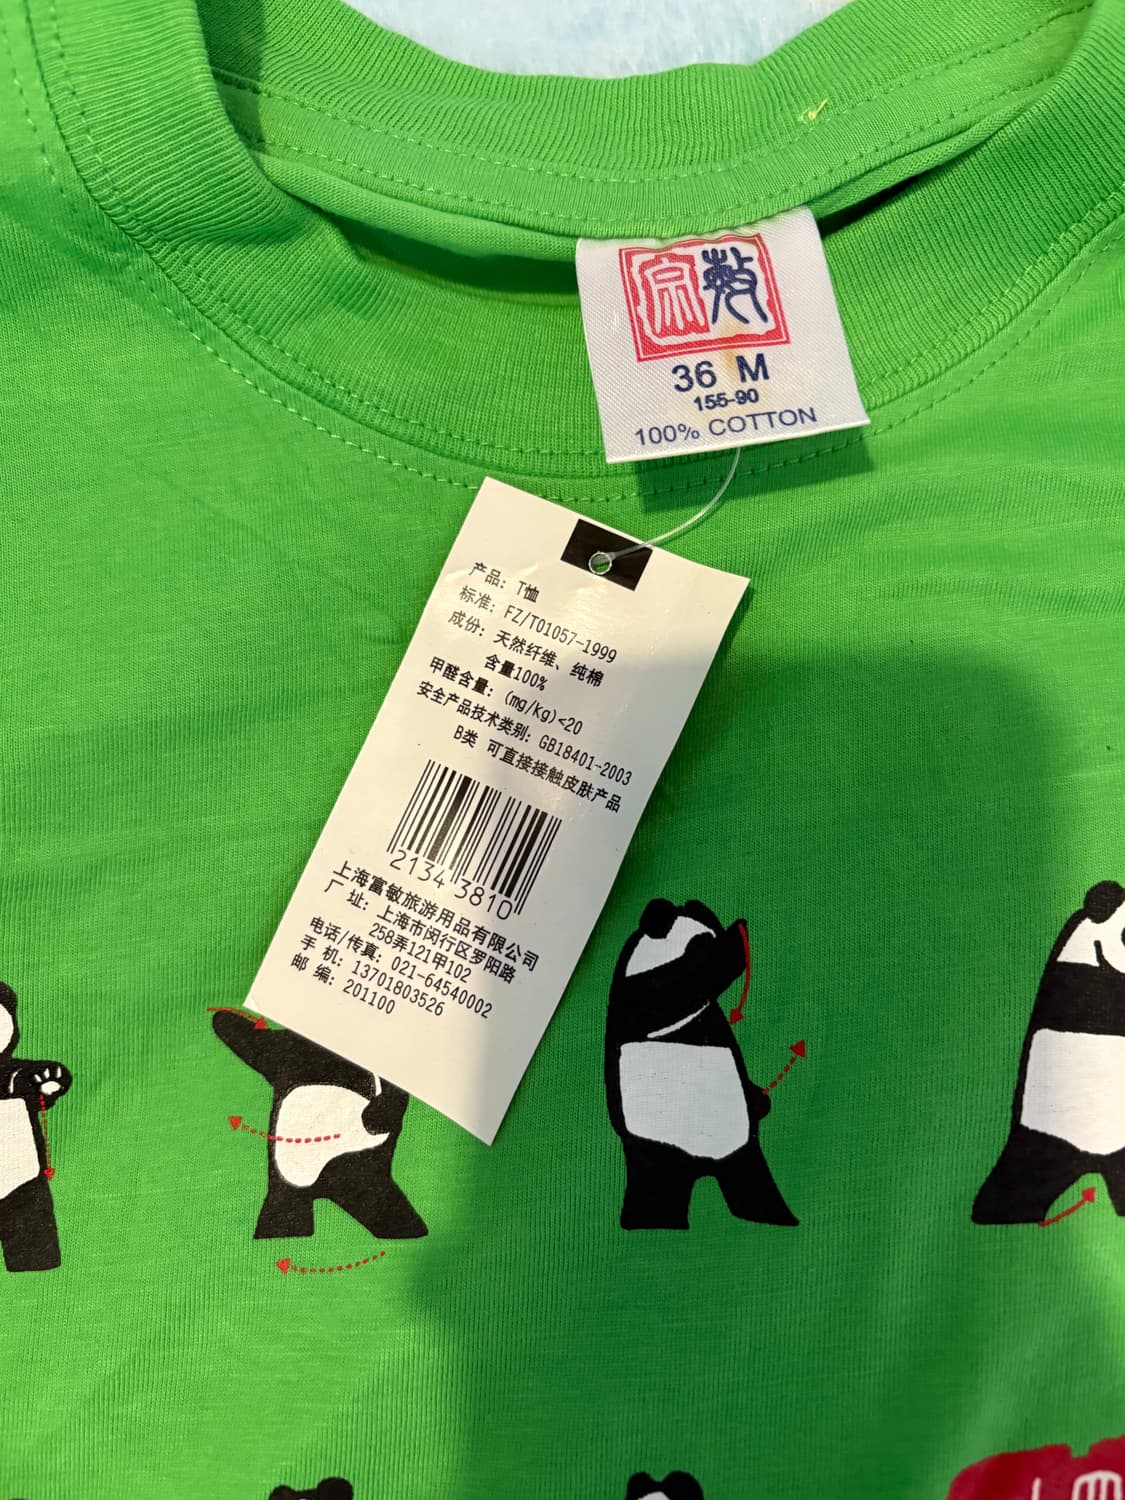 36 M
155-90
100% COTTON
产品: T恤
标准: FZ/T01057-1999
成份: 天然纤维、纯棉
含量100%
甲醛含量: (mg/Kg)<20
安全产品技术类别: GB18401-2003
B类 可直接接触皮肤产品
2134 3810
上海富敏旅游用品有限公司
厂 址: 上海市闵行区罗阳路
258弄121甲102
电话/传真: 021-64540002
手 机: 13701803526
邮 编: 201100